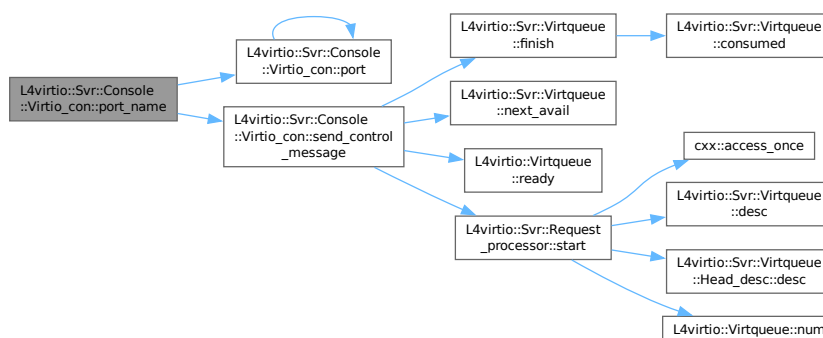 L4virtio::Svr::Console
::Virtio_con::port_name
L4virtio::Svr::Console
::Virtio_con::port
L4virtio::Svr::Console
::Virtio_con::send_control
_message
L4virtio::Svr::Virtqueue
::finish
L4virtio::Svr::Virtqueue
::consumed
L4virtio::Svr::Virtqueue
::next_avail
L4virtio::Virtqueue
::ready
L4virtio::Svr::Request
_processor::start
cxx::access_once
L4virtio::Svr::Virtqueue
::desc
L4virtio::Svr::Virtqueue
::Head_desc::desc
L4virtio::Virtqueue::num